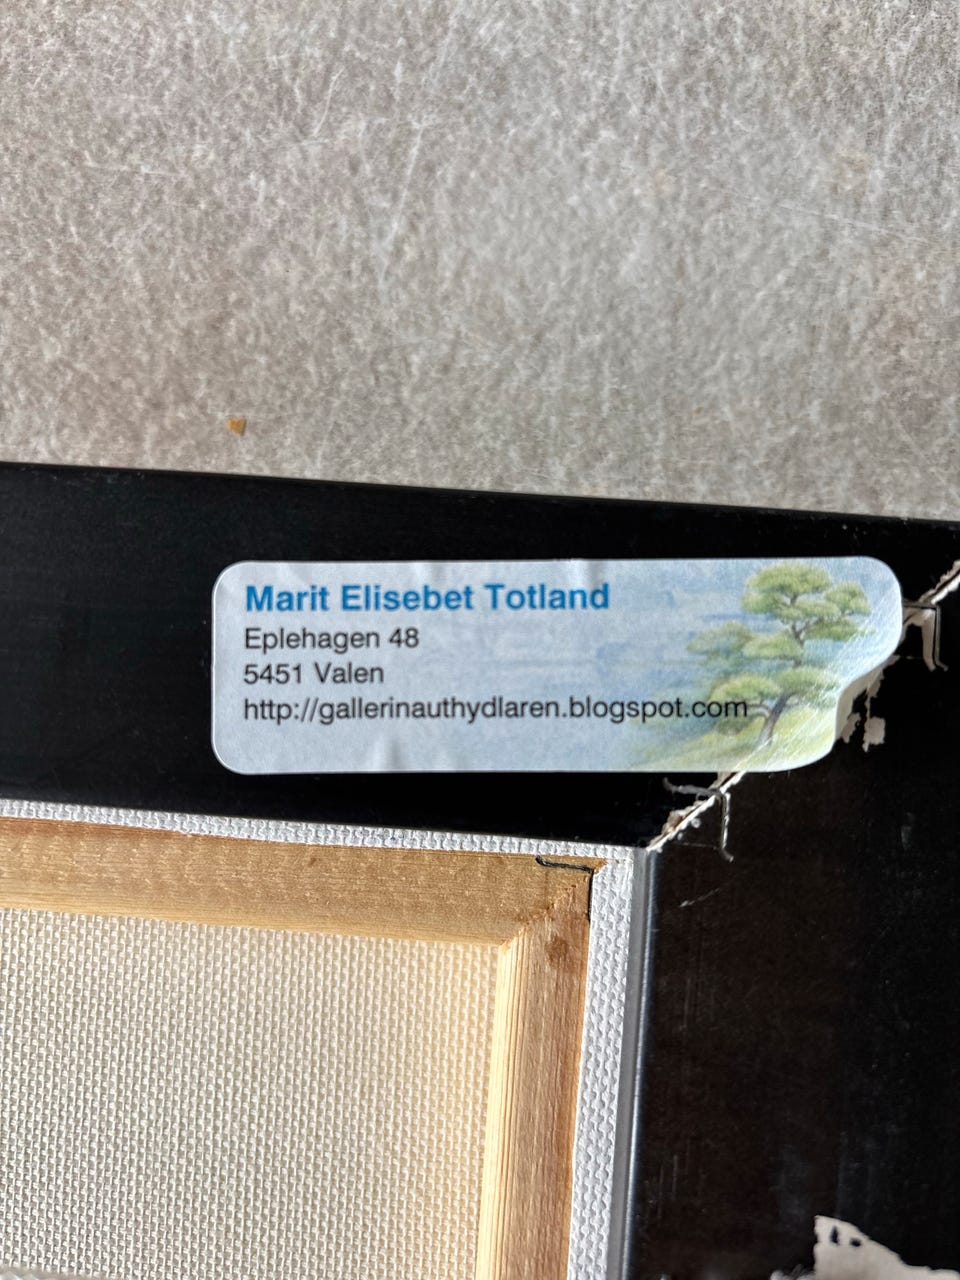 Marit Elisebet Totland
Eplehagen 48
5451 Valen
http://gallerinauthydlaren.blogspot.com